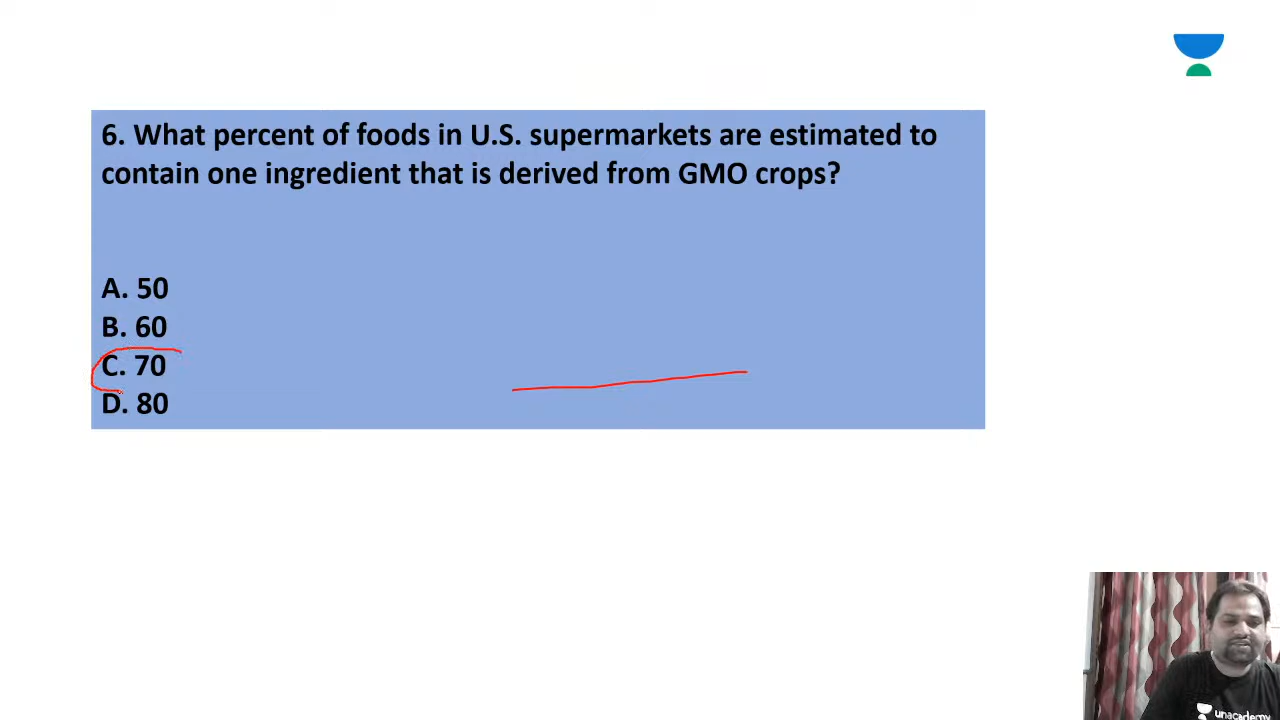 6. What percent of foods in U.S. supermarkets are estimated to
contain one ingredient that is derived from GMO crops?
A. 50
B. 60
C. 70
D. 80
unacademy